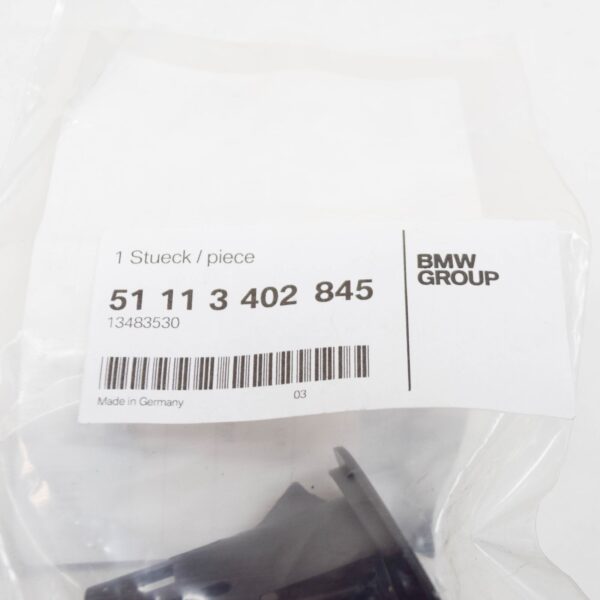 1 Stueck / piece
51 11 3 402 845
13483530
03
Made in Germany
BMW
GROUP